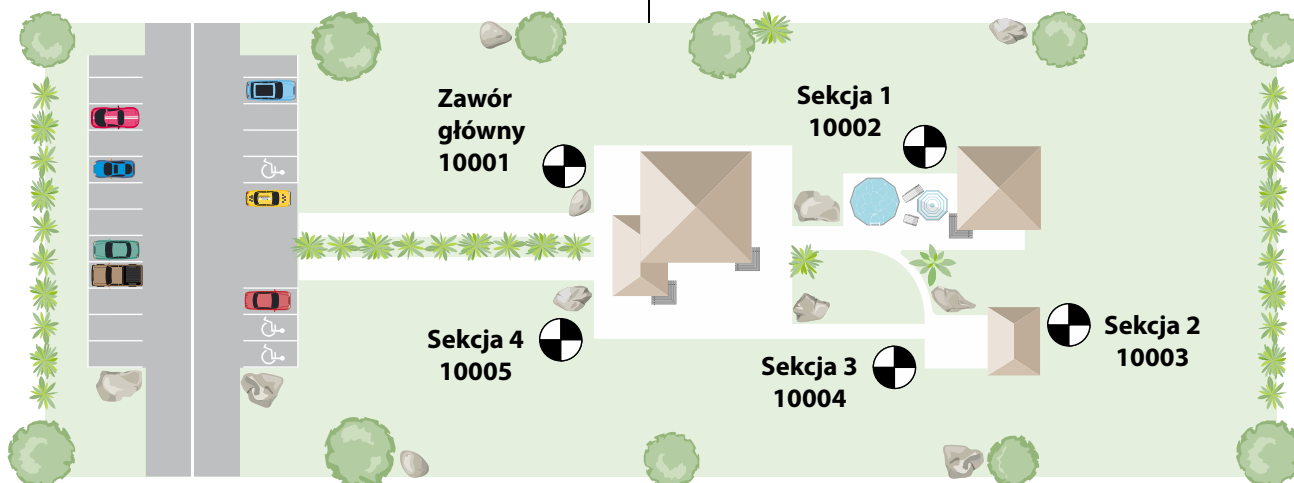 Zawór
główny
10001
Sekcja 1
10002
Sekcja 4
10005
Sekcja 3
10004
Sekcja 2
10003